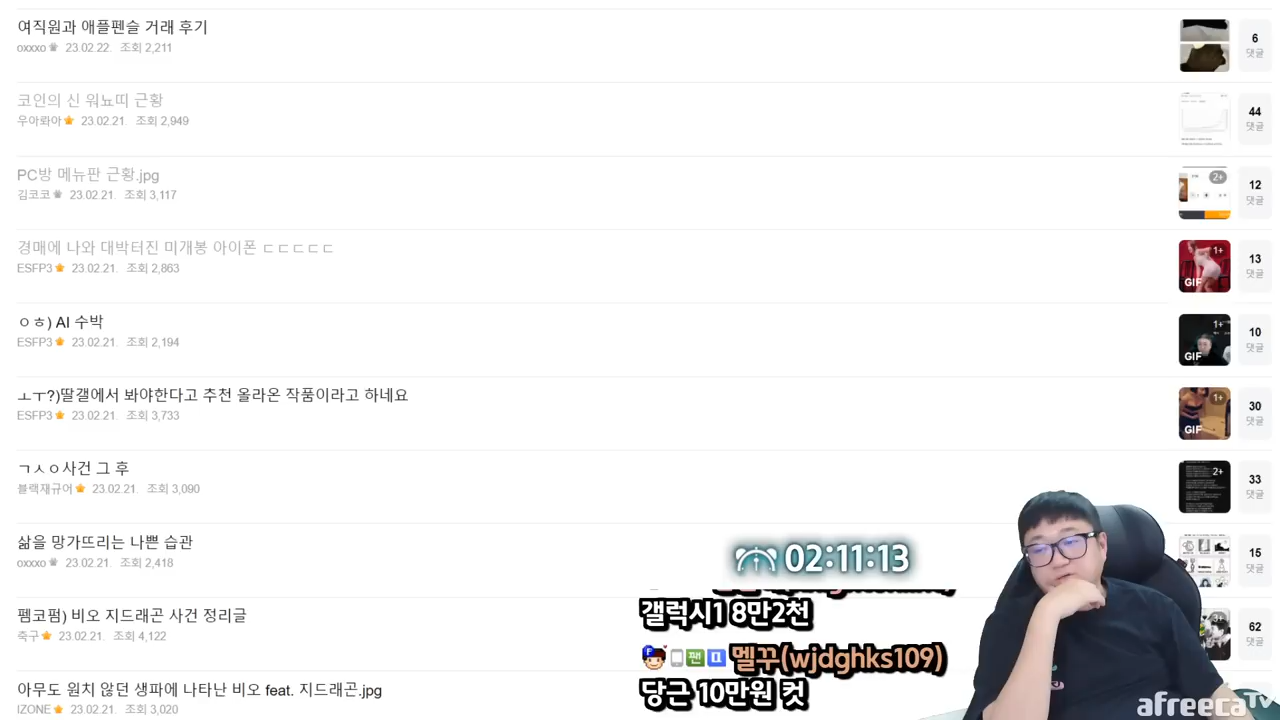 여직원과 애플펜슬 거래 후기
oxxxo 23.02.22. 조회 2,211
6
댓글
코인의 신 워뇨띠 근황
우아롸아 23.02.21. 조회 2,949
44
댓글
PC방 메뉴판 근황.jpg
김코코 23.02.21. 조회 3,117
2+
12
댓글
경매에 나온 대박터진 미개봉 아이폰 ㄷㄷㄷㄷㄷ
ESFP3 23.02.21. 조회 2,863
1+
GIF
13
댓글
ㅇㅎ) AI 수박
ESFP3 23.02.21. 조회 2,194
1+
GIF
10
댓글
ㅗㅜ?)딸갤에서 봐야한다고 추천 올라온 작품이라고 하네요
ESFP3 23.02.21. 조회 3,733
1+
GIF
30
댓글
ㄱㅅㅇ사건 그 후
23.02.21. 조회 3,090
2+
33
댓글
삶을 망가뜨리는 나쁜 습관
23.02.21. 조회 2,418
15
댓글
02:11:13
펨코펌) 비오 지드래곤 사건 정리글
23.02.21. 조회 4,122
3+
62
댓글
갤럭시1 8만2천
멜꾸(wjdghks109)
당근 10만원 컷
아무도 원하지 않던 생파에 나타난 비오 feat. 지드래곤.jpg
23.02.21. 조회 3,020
afreecaTV